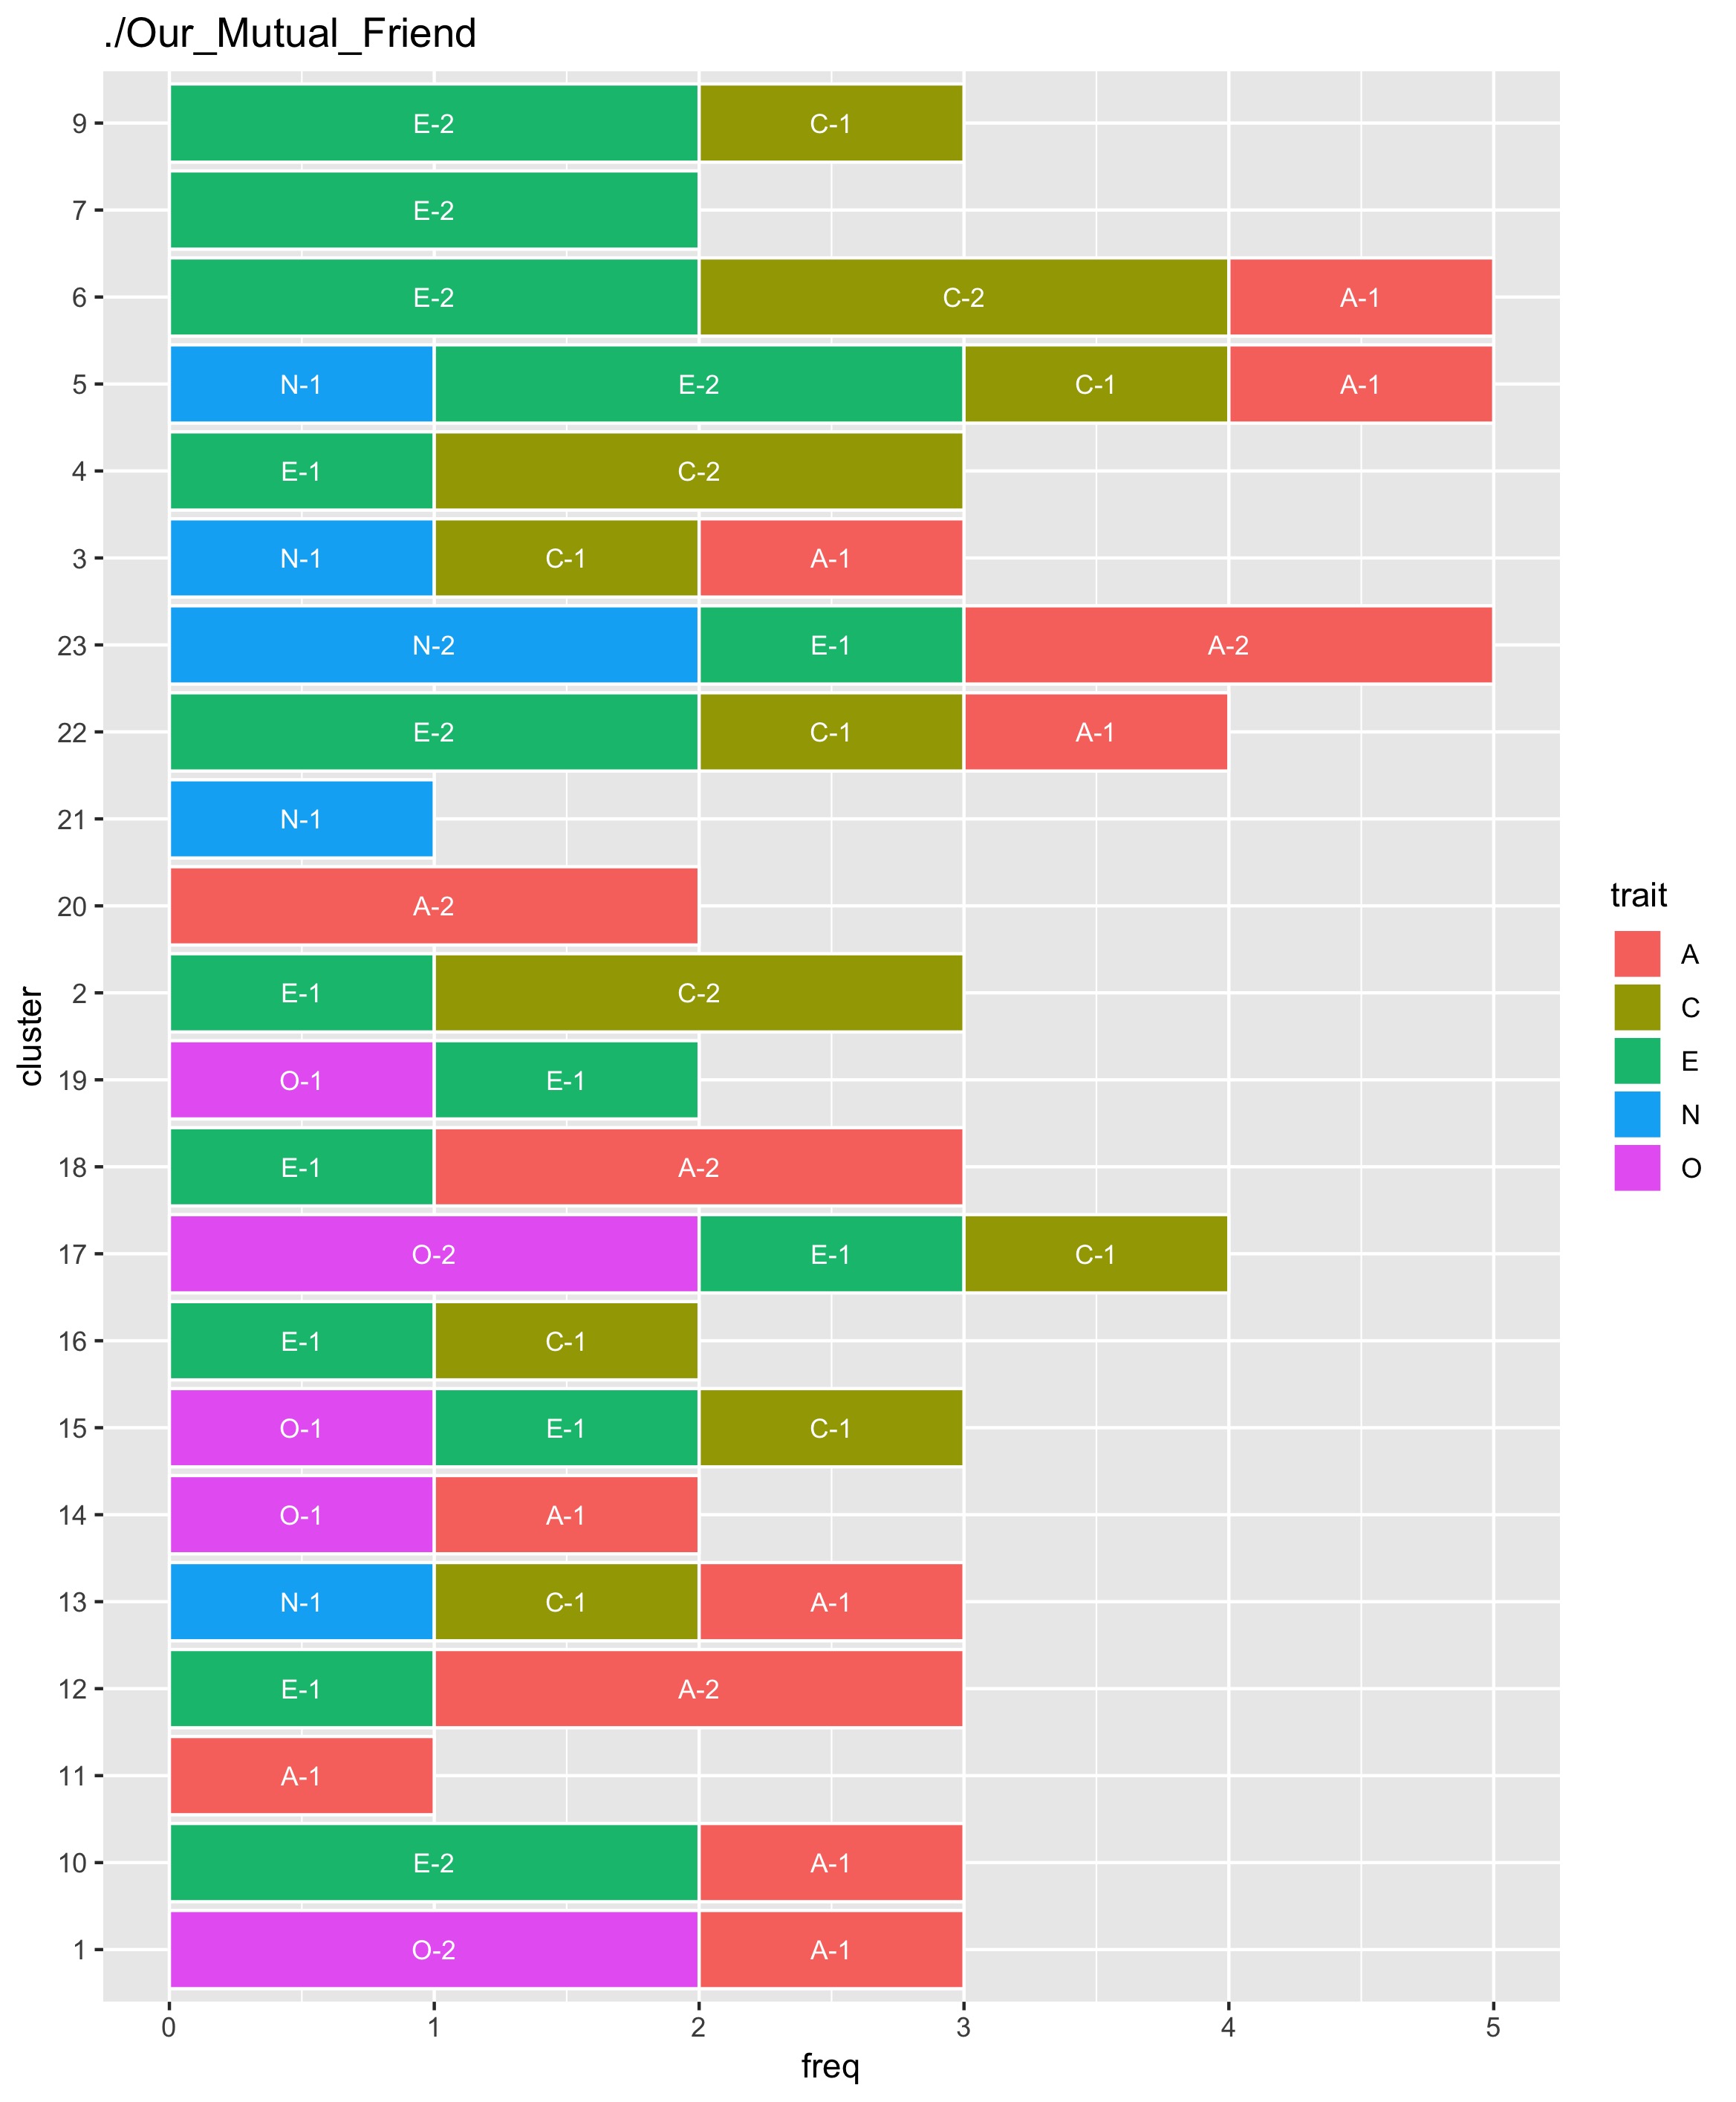 ./Our_Mutual_Friend
9 E-2 C-1
7 E-2
6 E-2 C-2 A-1
5 N-1 E-2 C-1 A-1
4 E-1 C-2
3 N-1 C-1 A-1
23 N-2 E-1 A-2
22 E-2 C-1 A-1
21 N-1
20 A-2
2 E-1 C-2
19 O-1 E-1
18 E-1 A-2
17 O-2 E-1 C-1
16 E-1 C-1
15 O-1 E-1 C-1
14 O-1 A-1
13 N-1 C-1 A-1
12 E-1 A-2
11 A-1
10 E-2 A-1
1 O-2 A-1
0 1 2 3 4 5
freq
cluster
trait
A
C
E
N
O